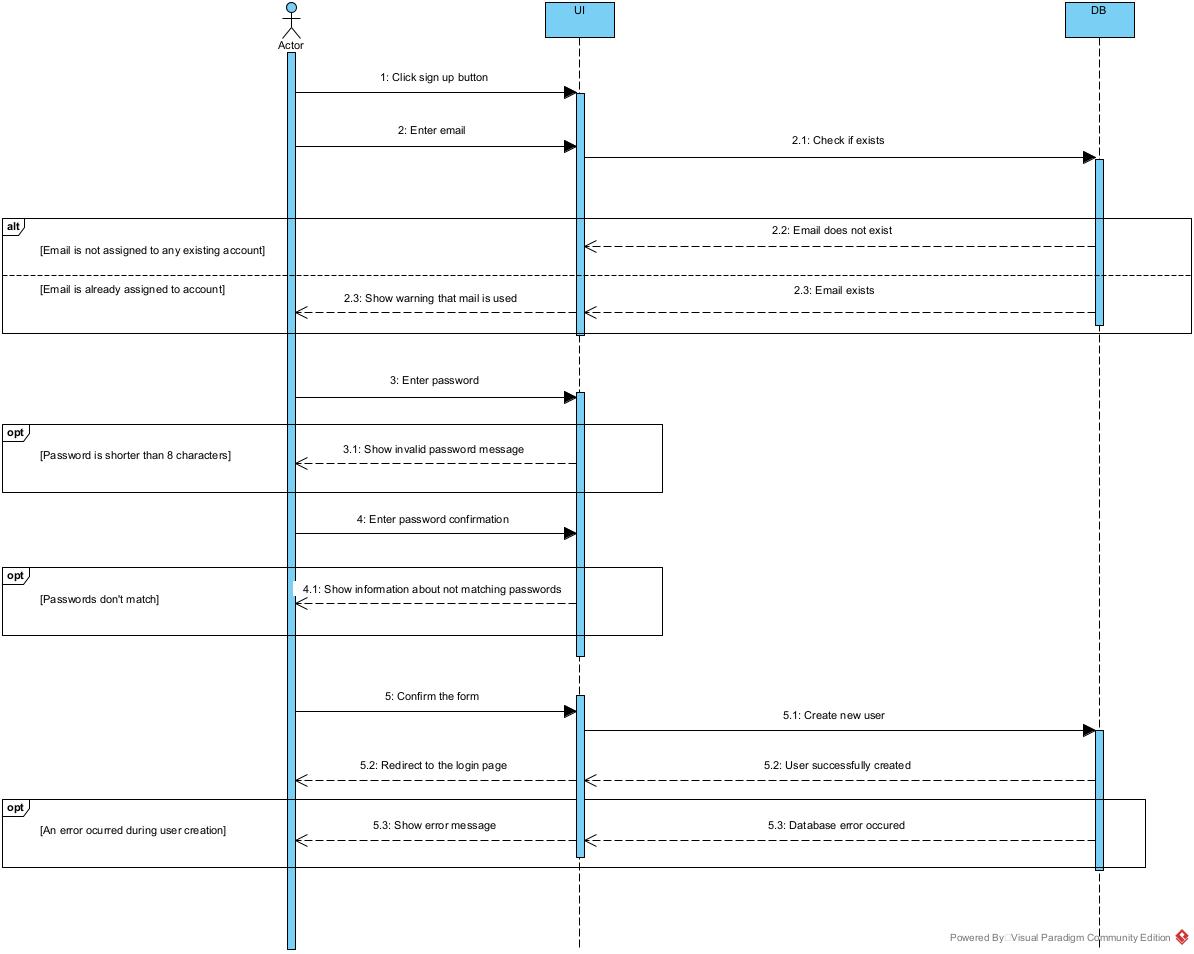 UI
DB
Actor
1: Click sign up button
2: Enter email
2.1: Check if exists
alt
2.2: Email does not exist
[Email is not assigned to any existing account]
[Email is already assigned to account]
2.3: Email exists
2.3: Show warning that mail is used
3: Enter password
opt
3.1: Show invalid password message
[Password is shorter than 8 characters]
4: Enter password confirmation
opt
4.1: Show information about not matching passwords
[Passwords don't match]
5: Confirm the form
5.1: Create new user
5.2: Redirect to the login page
5.2: User successfully created
opt
5.3: Show error message
5.3: Database error occured
[An error ocurred during user creation]
Powered By Visual Paradigm Community Edition